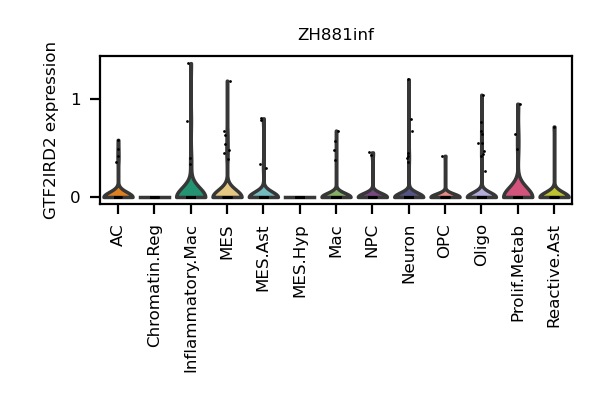 ZH881inf
GTF2IRD2 expression
1
0
AC
Chromatin.Reg
Inflammatory.Mac
MES
MES.Ast
MES.Hyp
Mac
NPC
Neuron
OPC
Oligo
Prolif.Metab
Reactive.Ast